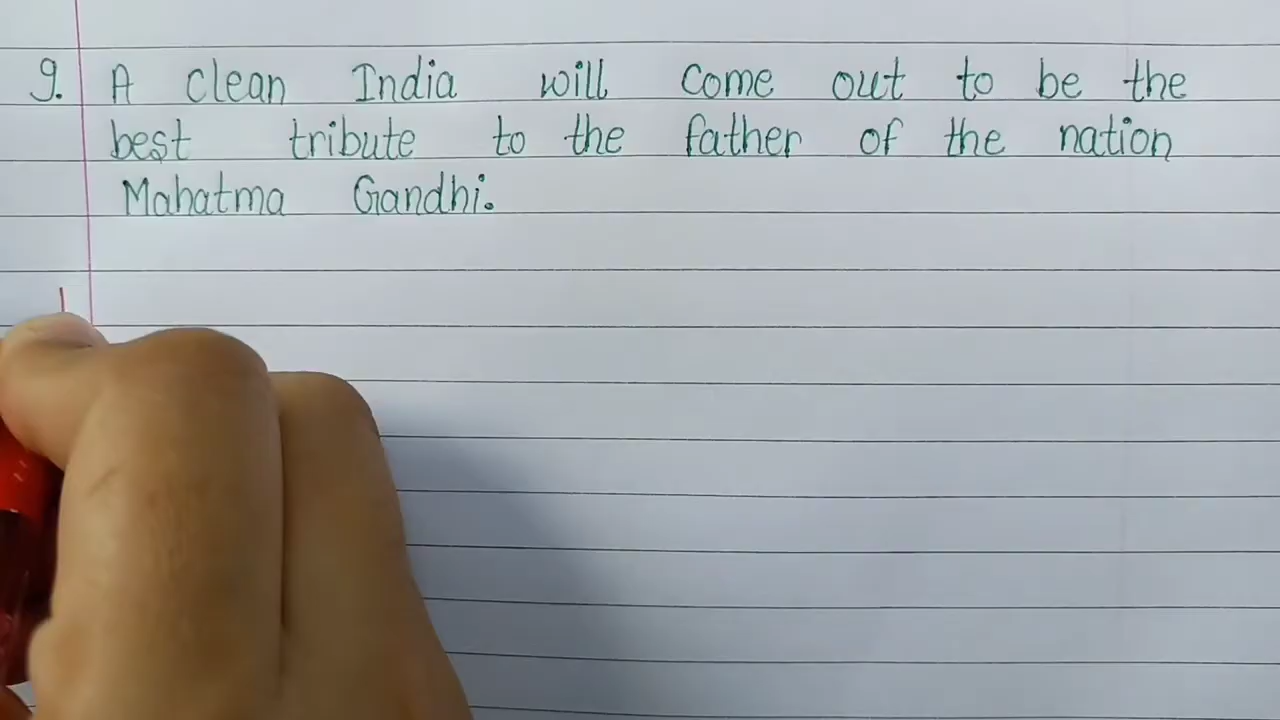 9. A clean India will come out to be the
best tribute to the father of the nation
Mahatma Gandhi.